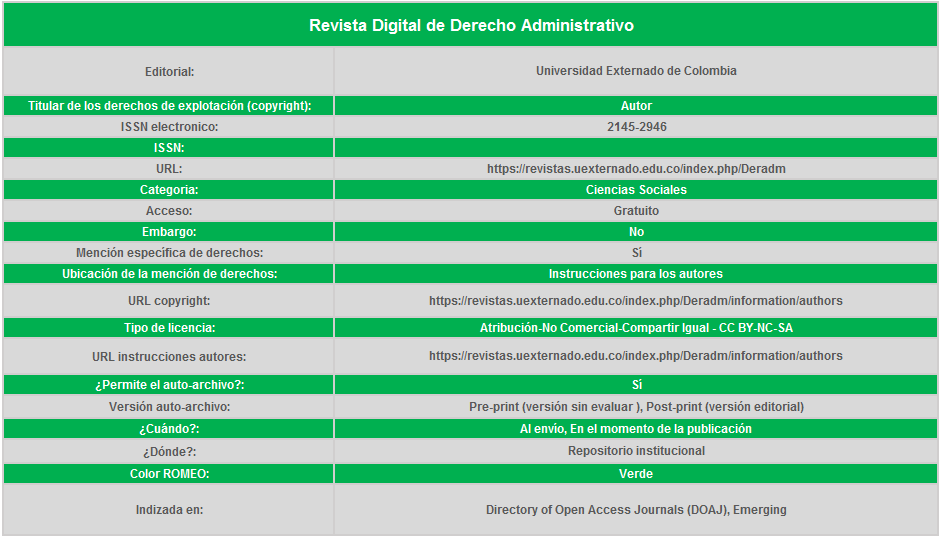 Revista Digital de Derecho Administrativo
Editorial: Universidad Externado de Colombia
Titular de los derechos de explotación (copyright): Autor
ISSN electronico: 2145-2946
ISSN:
URL: https://revistas.uexternado.edu.co/index.php/Deradm
Categoria: Ciencias Sociales
Acceso: Gratuito
Embargo: No
Mención específica de derechos: Sí
Ubicación de la mención de derechos: Instrucciones para los autores
URL copyright: https://revistas.uexternado.edu.co/index.php/Deradm/information/authors
Tipo de licencia: Atribución-No Comercial-Compartir Igual - CC BY-NC-SA
URL instrucciones autores: https://revistas.uexternado.edu.co/index.php/Deradm/information/authors
¿Permite el auto-archivo?: Sí
Versión auto-archivo: Pre-print (versión sin evaluar ), Post-print (versión editorial)
¿Cuándo?: Al envío, En el momento de la publicación
¿Dónde?: Repositorio institucional
Color ROMEO: Verde
Indizada en: Directory of Open Access Journals (DOAJ), Emerging